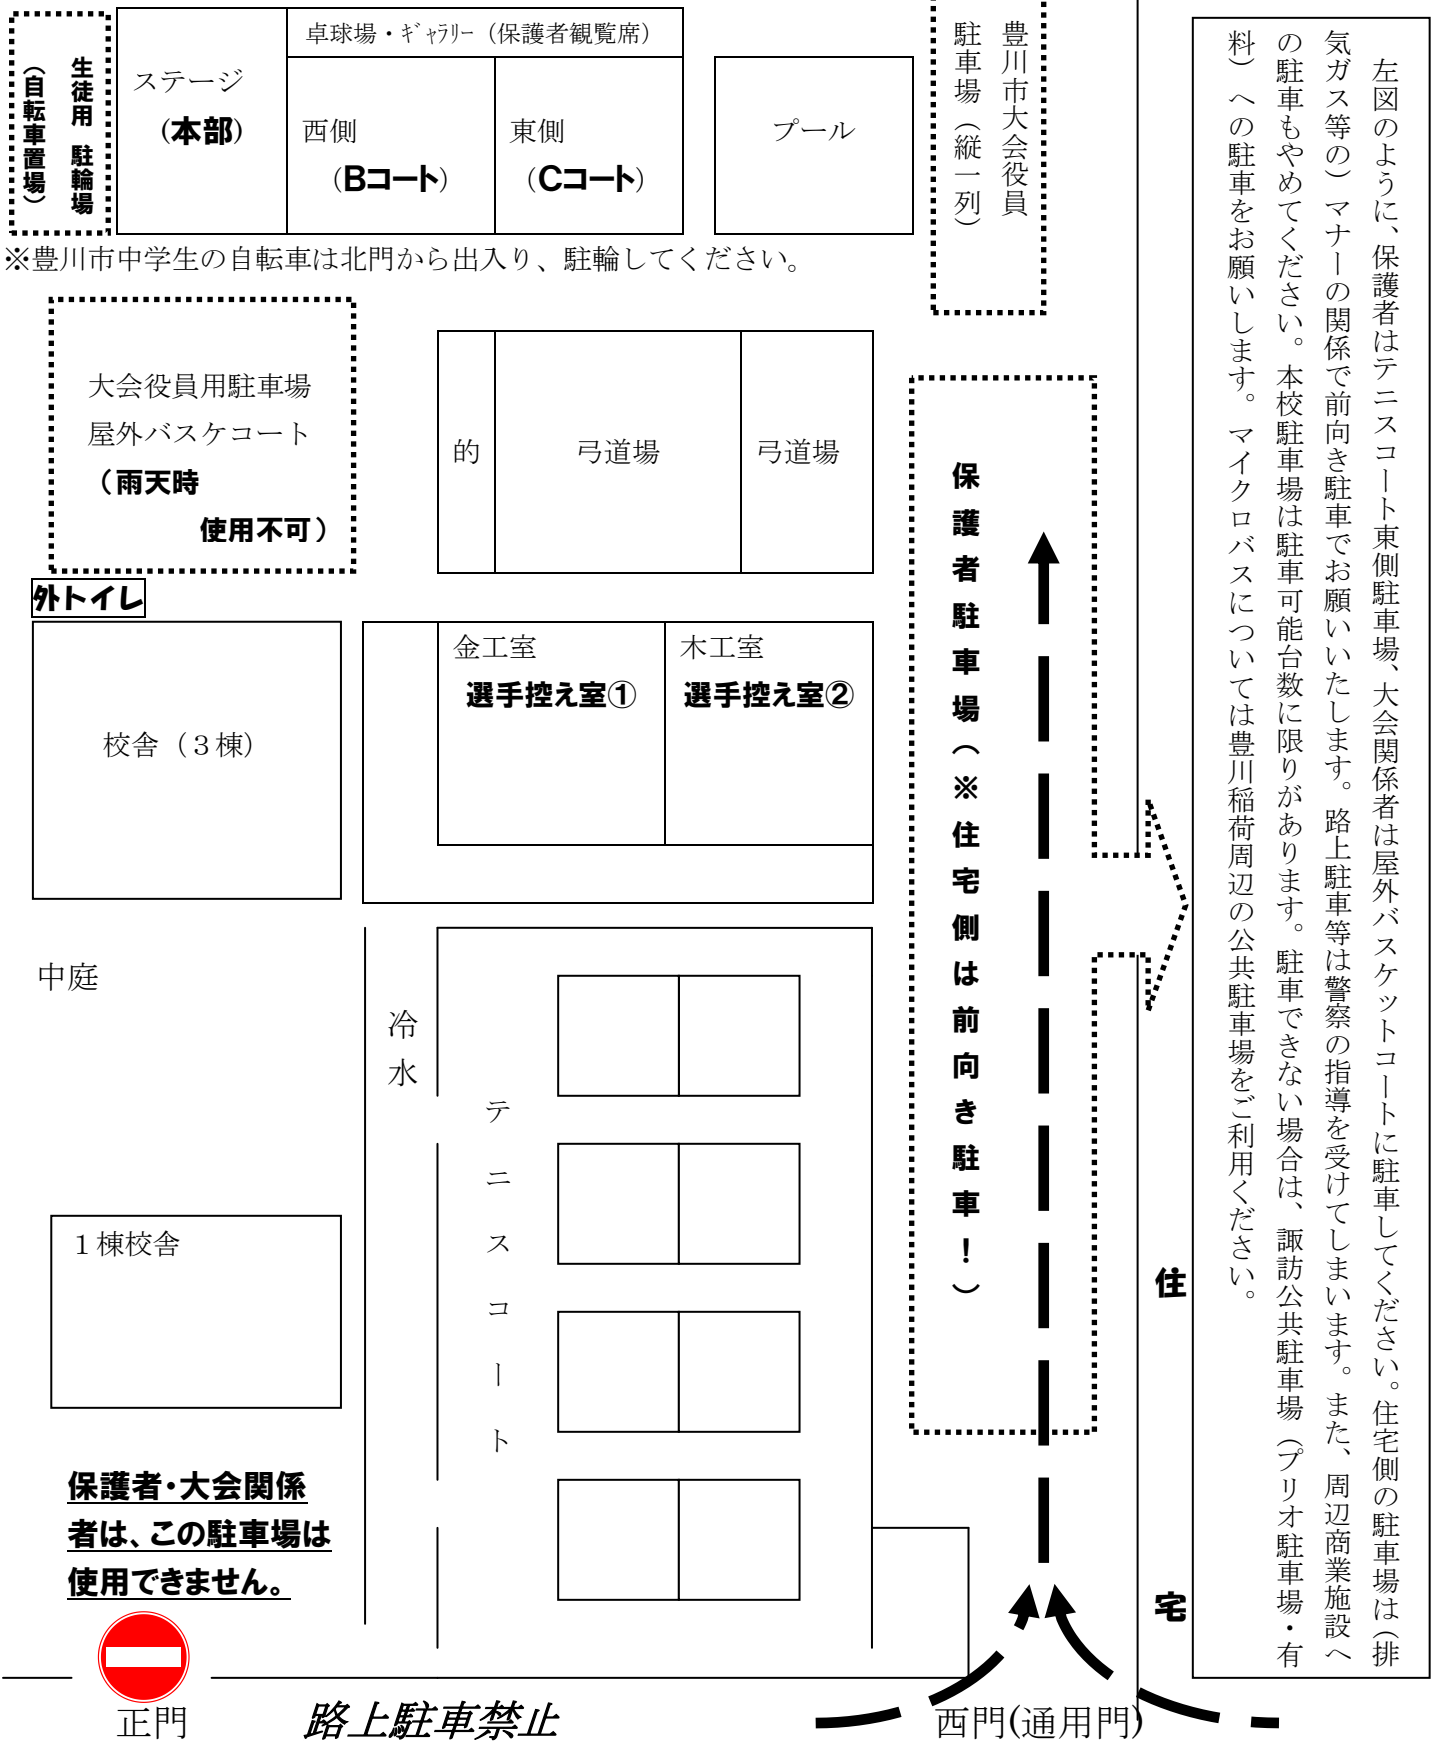 生徒用 駐輪場
（自転車置場）
ステージ
（本部）
卓球場・ｷﾞｬﾗﾘｰ（保護者観覧席）
西側
（Bコート）
東側
（Cコート）
プール
豊川市大会役員
駐車場（縦一列）
※豊川市中学生の自転車は北門から出入り、駐輪してください。
大会役員用駐車場
屋外バスケコート
（雨天時
使用不可）
的
弓道場
弓道場
外トイレ
校舎（３棟）
金工室
選手控え室①
木工室
選手控え室②
保護者駐車場（※住宅側は前向き駐車！）
中庭
冷水
テニスコート
１棟校舎
保護者・大会関係
者は、この駐車場は
使用できません。
正門
路上駐車禁止
西門(通用門)
住宅
左図のように、保護者はテニスコート東側駐車場、大会関係者は屋外バスケットコートに駐車してください。住宅側の駐車場は（排
気ガス等の）マナーの関係で前向き駐車でお願いいたします。路上駐車等は警察の指導を受けてしまいます。また、周辺商業施設へ
の駐車もやめてください。本校駐車場は駐車可能台数に限りがあります。駐車できない場合は、諏訪公共駐車場（プリオ駐車場・有
料）への駐車をお願いします。マイクロバスについては豊川稲荷周辺の公共駐車場をご利用ください。